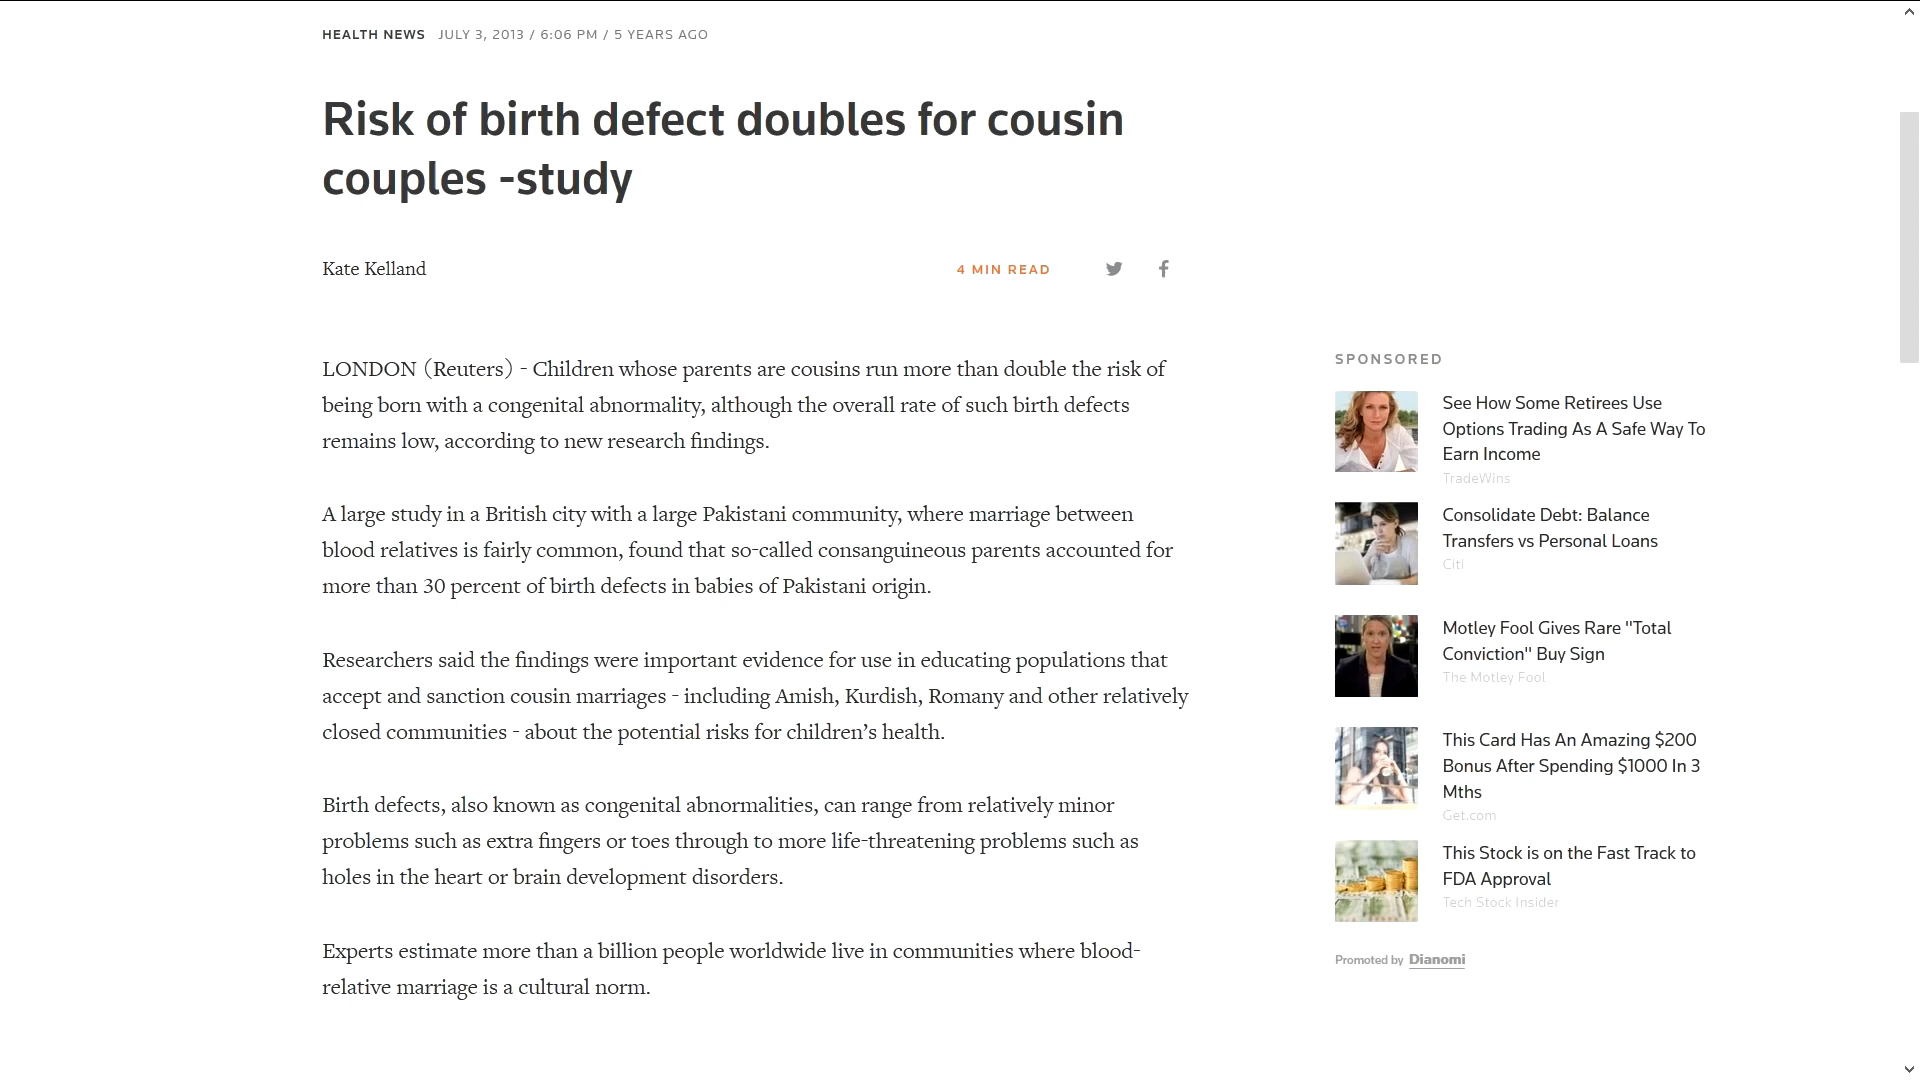 HEALTH NEWS JULY 3, 2013 / 6:06 PM / 5 YEARS AGO
Risk of birth defect doubles for cousin
couples -study
Kate Kelland
4 MIN READ
LONDON (Reuters) - Children whose parents are cousins run more than double the risk of
being born with a congenital abnormality, although the overall rate of such birth defects
remains low, according to new research findings.
A large study in a British city with a large Pakistani community, where marriage between
blood relatives is fairly common, found that so-called consanguineous parents accounted for
more than 30 percent of birth defects in babies of Pakistani origin.
Researchers said the findings were important evidence for use in educating populations that
accept and sanction cousin marriages - including Amish, Kurdish, Romany and other relatively
closed communities - about the potential risks for children’s health.
Birth defects, also known as congenital abnormalities, can range from relatively minor
problems such as extra fingers or toes through to more life-threatening problems such as
holes in the heart or brain development disorders.
Experts estimate more than a billion people worldwide live in communities where blood-
relative marriage is a cultural norm.
SPONSORED
See How Some Retirees Use
Options Trading As A Safe Way To
Earn Income
TradeWins
Consolidate Debt: Balance
Transfers vs Personal Loans
Citi
Motley Fool Gives Rare "Total
Conviction" Buy Sign
The Motley Fool
This Card Has An Amazing $200
Bonus After Spending $1000 In 3
Mths
Get.com
This Stock is on the Fast Track to
FDA Approval
Tech Stock Insider
Promoted by Dianomi